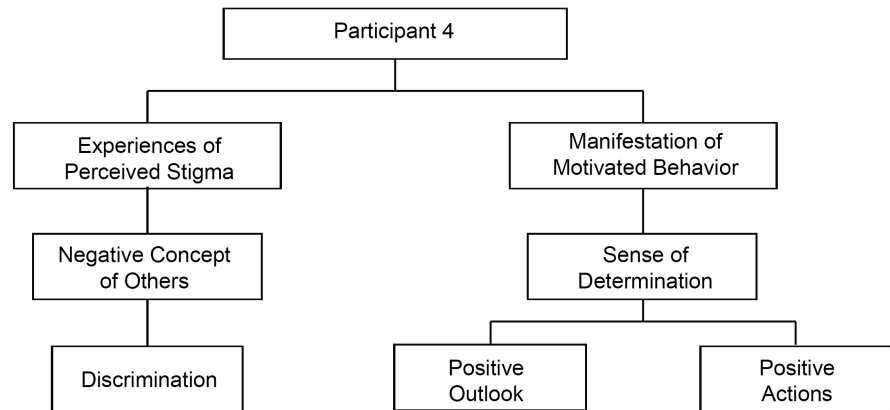 Participant 4
Experiences of
Perceived Stigma
Manifestation of
Motivated Behavior
Negative Concept
of Others
Sense of
Determination
Discrimination
Positive
Outlook
Positive
Actions